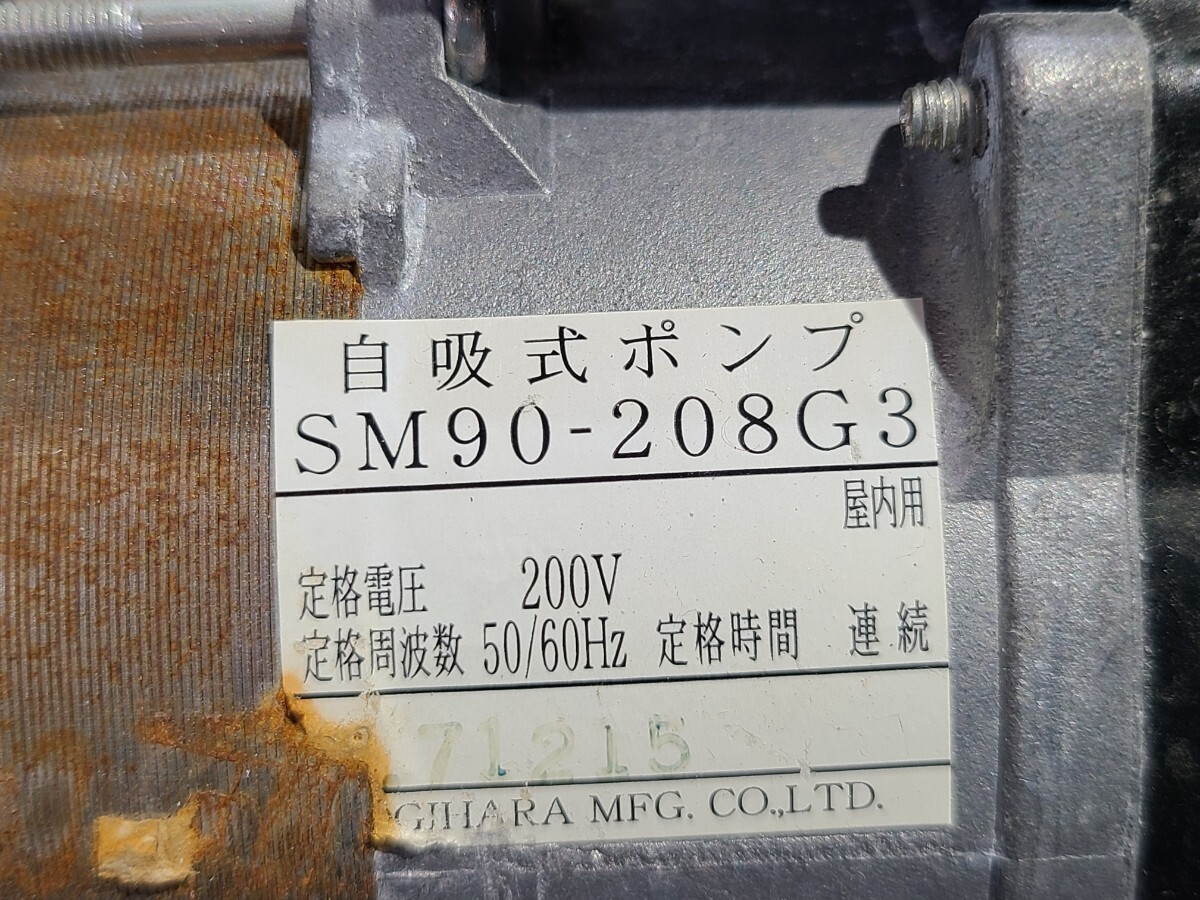 自吸式ポンプ
SM90-208G3
屋内用
定格電圧 200V
定格周波数 50/60Hz 定格時間 連続
71215
GIHARA MFG. CO.,LTD.